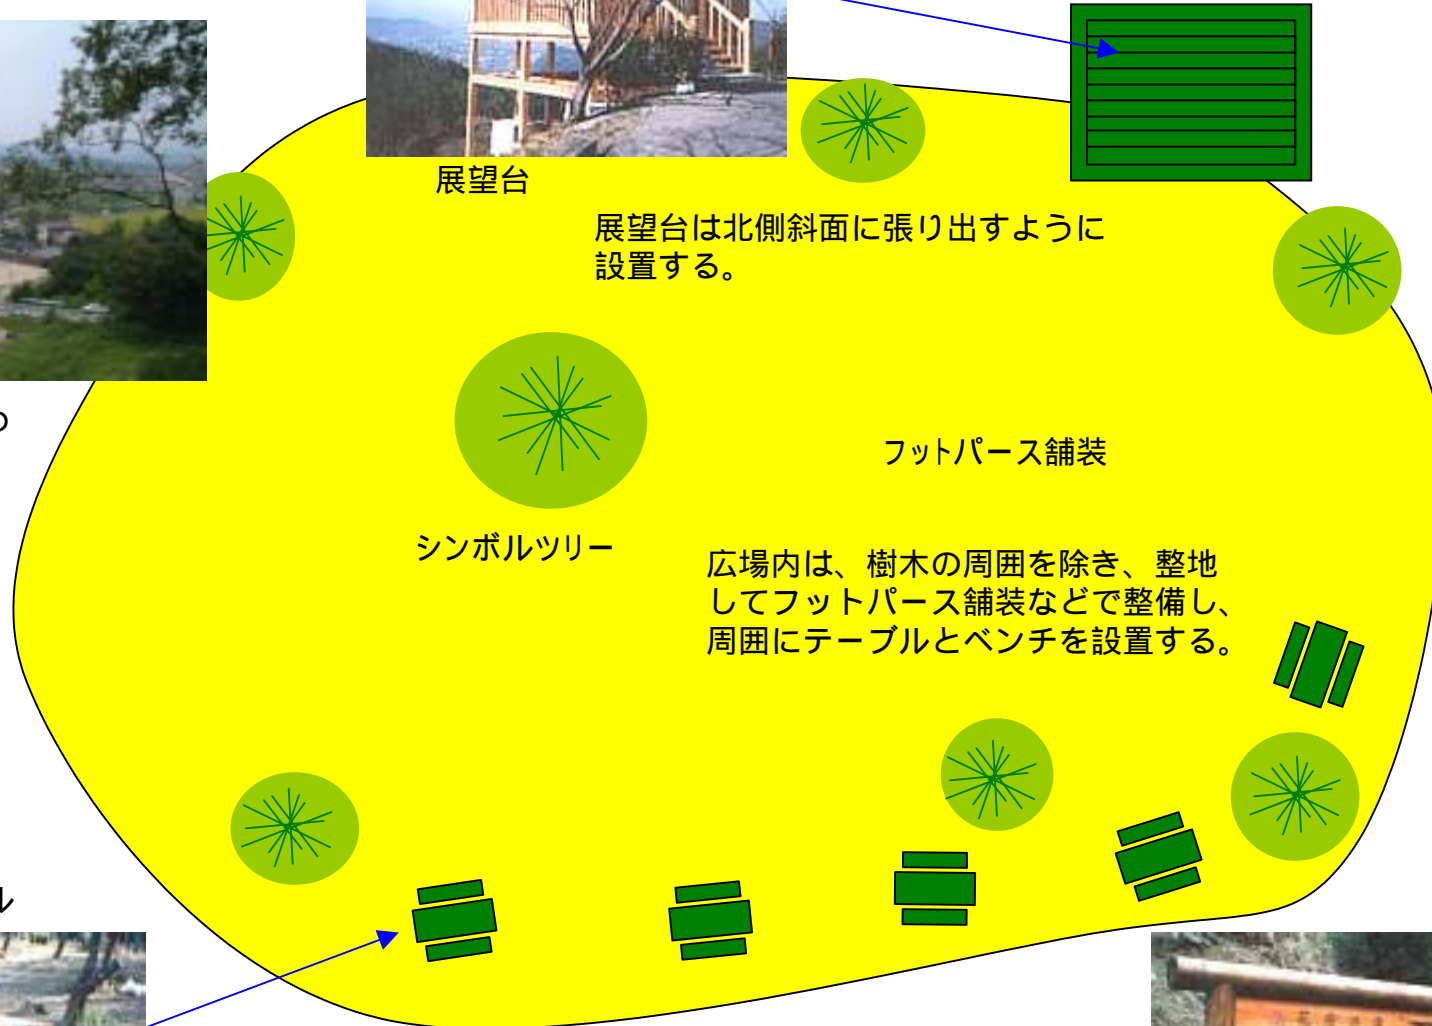 展望台
展望台は北側斜面に張り出すように
設置する。
フットパース舗装
シンボルツリー
広場内は、樹木の周囲を除き、整地
してフットパース舗装などで整備し、
周囲にテーブルとベンチを設置する。
ル